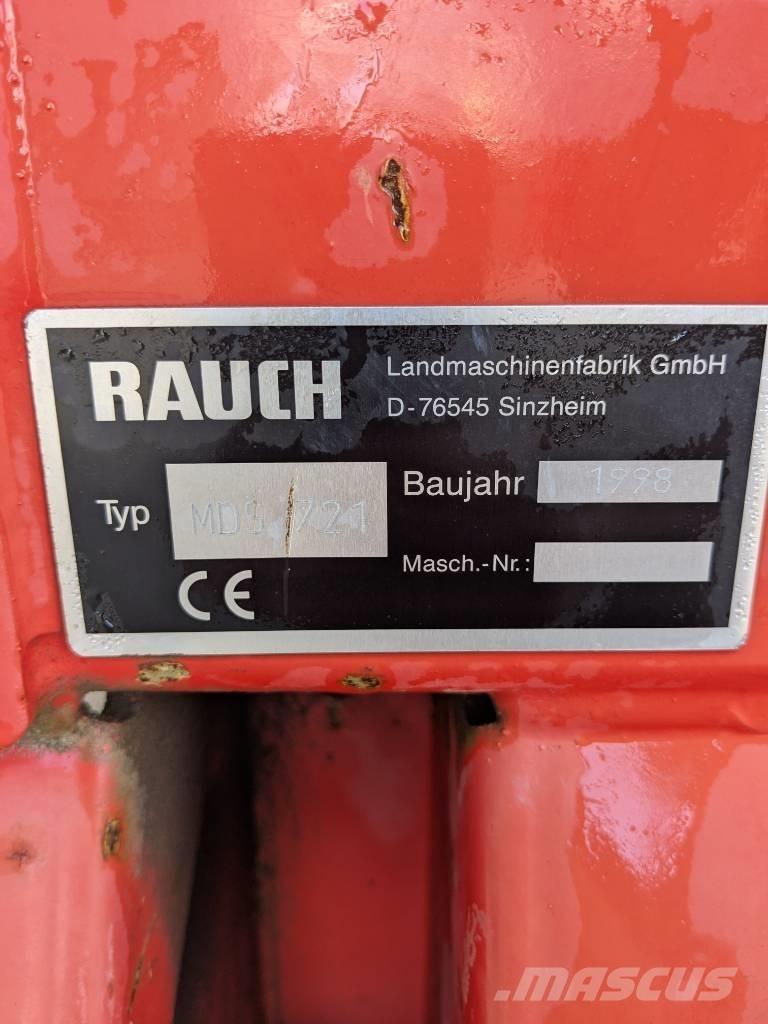 RAUCH
Landmaschinenfabrik GmbH
D-76545 Sinzheim
Typ MDS 721
Baujahr 1998
Masch.-Nr.:
CE
MASCUS